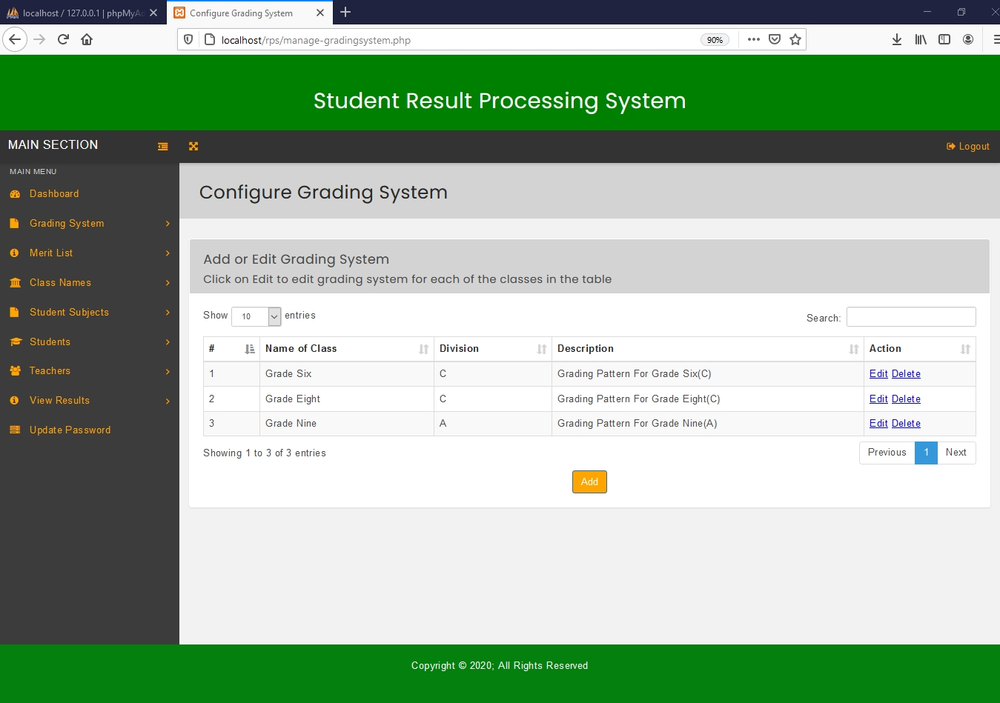 localhost / 127.0.0.1 | phpMyAd
Configure Grading System
localhost/rps/manage-gradingsystem.php
90%
Student Result Processing System
MAIN SECTION
Logout
MAIN MENU
Dashboard
Grading System
Merit List
Class Names
Student Subjects
Students
Teachers
View Results
Update Password
Configure Grading System
Add or Edit Grading System
Click on Edit to edit grading system for each of the classes in the table
Show 10 entries
Search:
# Name of Class Division Description Action
1 Grade Six C Grading Pattern For Grade Six(C) Edit Delete
2 Grade Eight C Grading Pattern For Grade Eight(C) Edit Delete
3 Grade Nine A Grading Pattern For Grade Nine(A) Edit Delete
Showing 1 to 3 of 3 entries
Previous 1 Next
Add
Copyright © 2020; All Rights Reserved